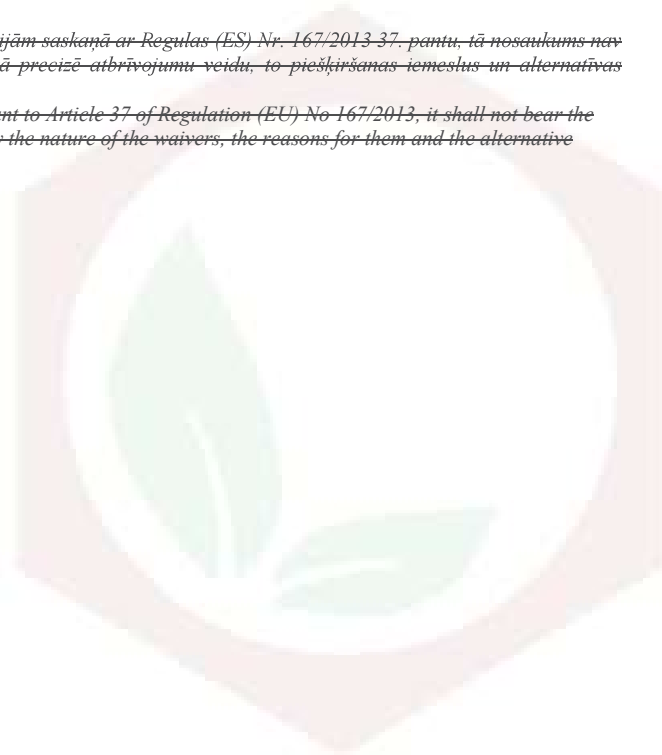 ijām saskaņā ar Regulas (ES) Nr. 167/2013 37. pantu, tā nosaukums nav
ā precizē atbrīvojumu veidu, to piešķiršanas iemeslus un alternatīvas
nt to Article 37 of Regulation (EU) No 167/2013, it shall not bear the
the nature of the waivers, the reasons for them and the alternative